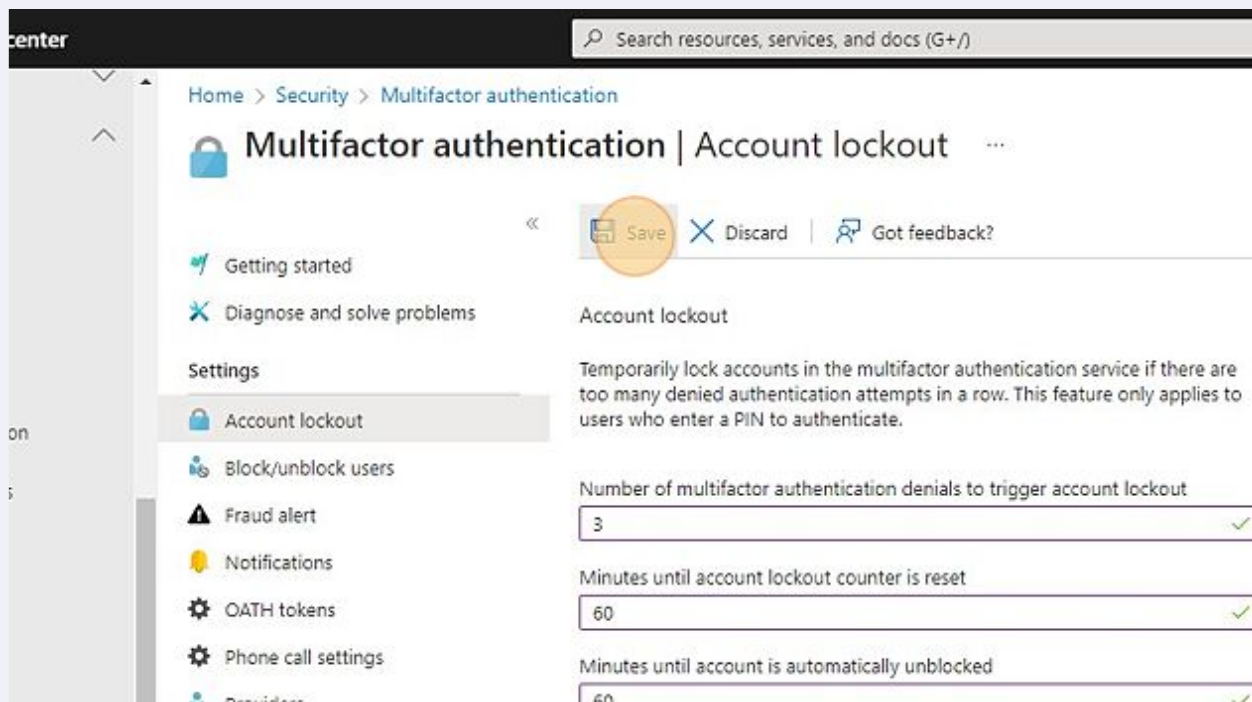 center
Search resources, services, and docs (G+/)
Home > Security > Multifactor authentication
Multifactor authentication | Account lockout ...
«
Save
Discard
Got feedback?
Getting started
Diagnose and solve problems
Settings
Account lockout
Block/unblock users
Fraud alert
Notifications
OATH tokens
Phone call settings
Providers
on
s
Account lockout
Temporarily lock accounts in the multifactor authentication service if there are
too many denied authentication attempts in a row. This feature only applies to
users who enter a PIN to authenticate.
Number of multifactor authentication denials to trigger account lockout
3
Minutes until account lockout counter is reset
60
Minutes until account is automatically unblocked
60